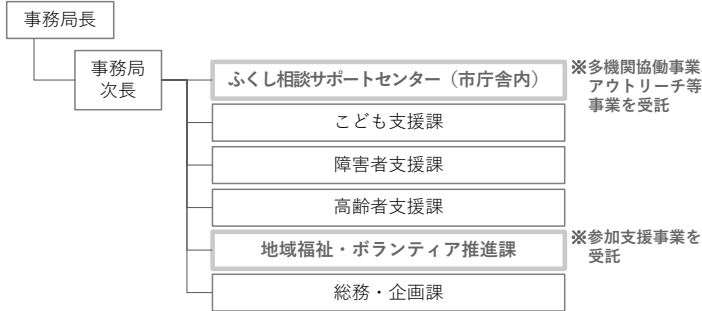 事務局長
事務局
次長
ふくし相談サポートセンター（市庁舎内）
※多機関協働事業
アウトリーチ等
事業を受託
こども支援課
障害者支援課
高齢者支援課
地域福祉・ボランティア推進課
※参加支援事業を
受託
総務・企画課